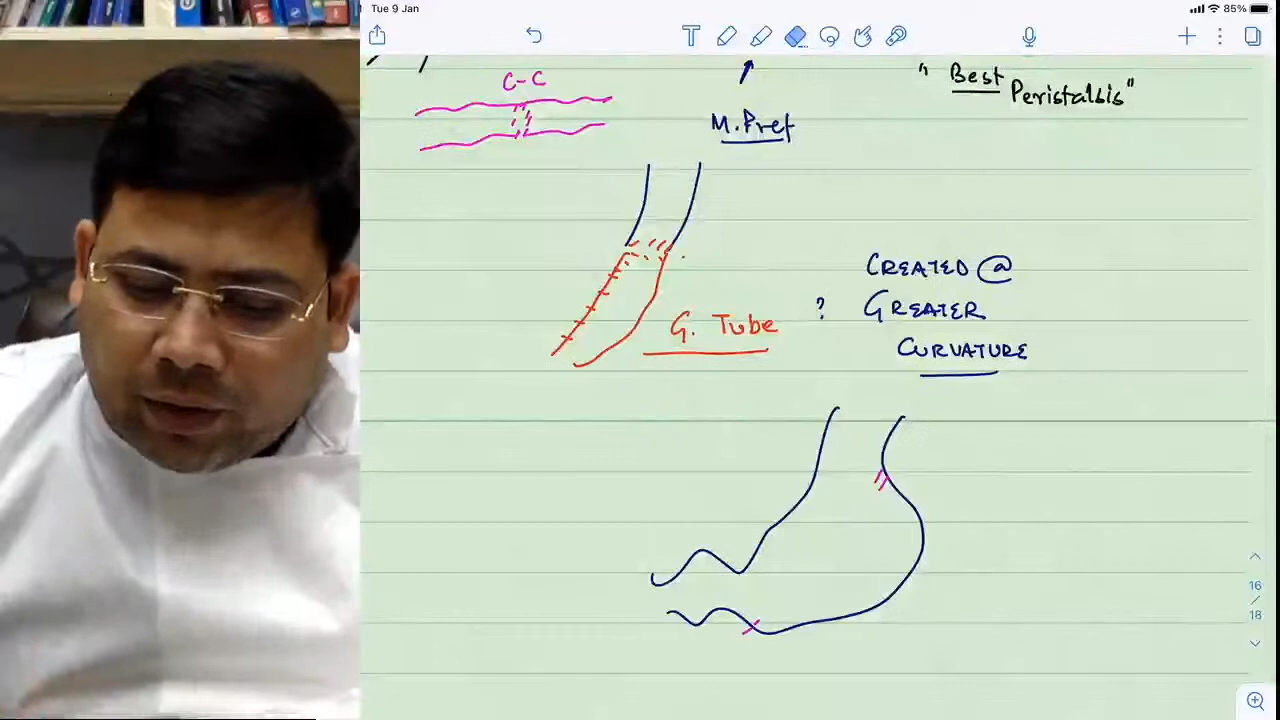 Tue 9 Jan
85%
C-C
" Best
Peristalsis"
M. Pref
G. Tube
?
CREATED @
GREATER
CURVATURE
16
/
18